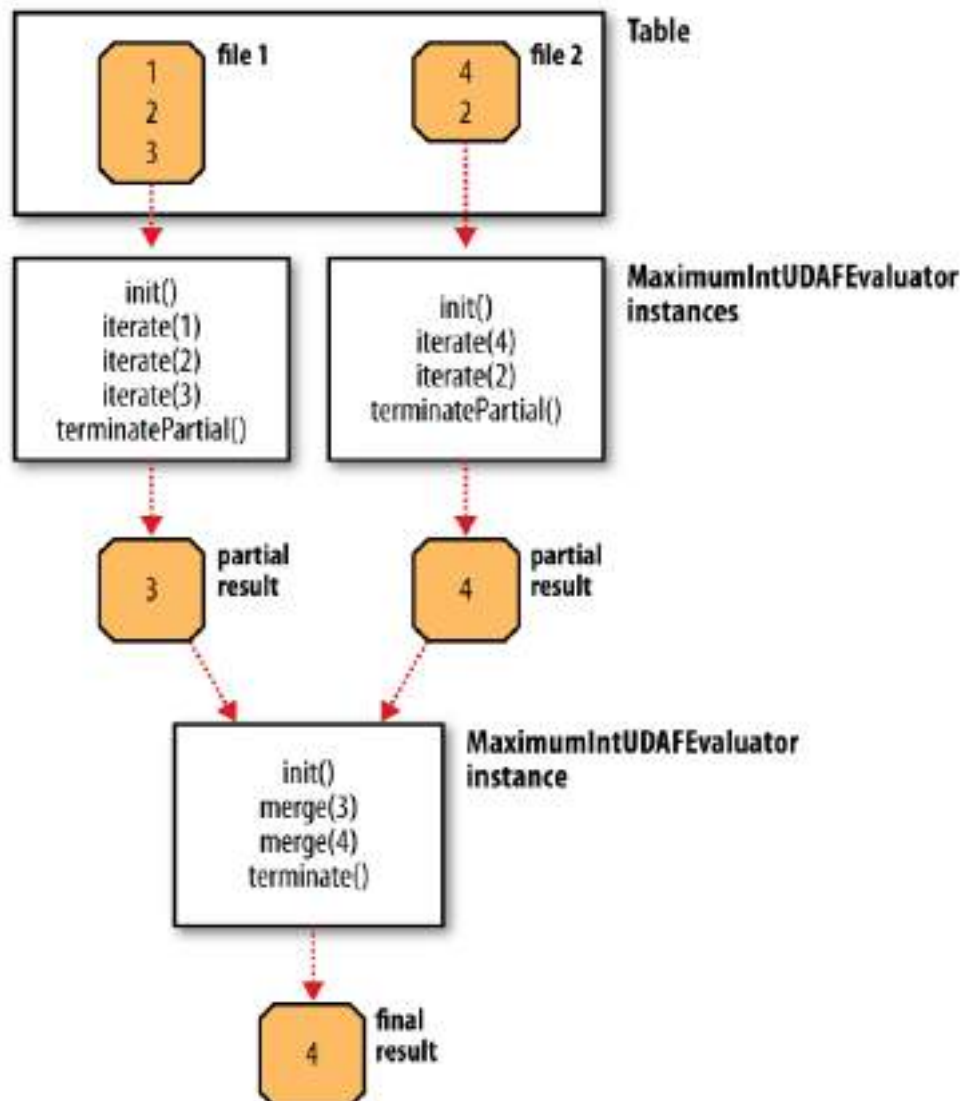 Table
file 1
1
2
3
file 2
4
2
MaximumIntUDAFEvaluator
instances
init()
iterate(1)
iterate(2)
iterate(3)
terminatePartial()
init()
iterate(4)
iterate(2)
terminatePartial()
partial
result
3
partial
result
4
MaximumIntUDAFEvaluator
instance
init()
merge(3)
merge(4)
terminate()
final
result
4